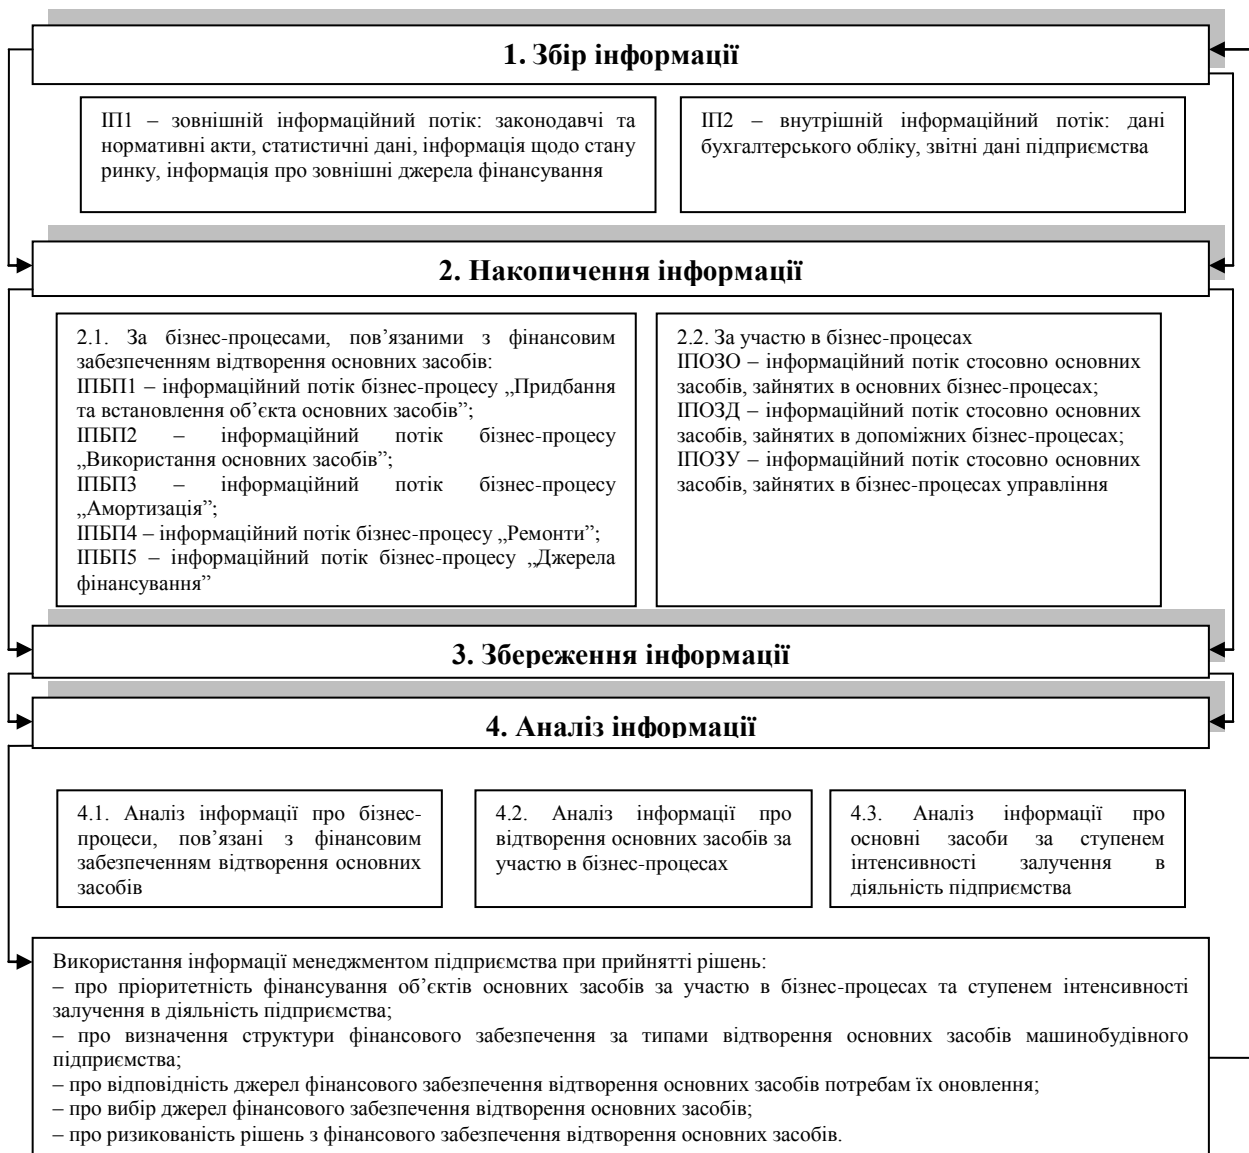 1. Збір інформації
ІП1 – зовнішній інформаційний потік: законодавчі та
нормативні акти, статистичні дані, інформація щодо стану
ринку, інформація про зовнішні джерела фінансування
ІП2 – внутрішній інформаційний потік: дані
бухгалтерського обліку, звітні дані підприємства
2. Накопичення інформації
2.1. За бізнес-процесами, пов’язаними з фінансовим
забезпеченням відтворення основних засобів:
ІПБП1 – інформаційний потік бізнес-процесу „Придбання
та встановлення об’єкта основних засобів”;
ІПБП2 – інформаційний потік бізнес-процесу
„Використання основних засобів”;
ІПБП3 – інформаційний потік бізнес-процесу
„Амортизація”;
ІПБП4 – інформаційний потік бізнес-процесу „Ремонти”;
ІПБП5 – інформаційний потік бізнес-процесу „Джерела
фінансування”
2.2. За участю в бізнес-процесах
ІПОЗО – інформаційний потік стосовно основних
засобів, зайнятих в основних бізнес-процесах;
ІПОЗД – інформаційний потік стосовно основних
засобів, зайнятих в допоміжних бізнес-процесах;
ІПОЗУ – інформаційний потік стосовно основних
засобів, зайнятих в бізнес-процесах управління
3. Збереження інформації
4. Аналіз інформації
4.1. Аналіз інформації про бізнес-
процеси, пов’язані з фінансовим
забезпеченням відтворення основних
засобів
4.2. Аналіз інформації про
відтворення основних засобів за
участю в бізнес-процесах
4.3. Аналіз інформації про
основні засоби за ступенем
інтенсивності залучення в
діяльність підприємства
Використання інформації менеджментом підприємства при прийнятті рішень:
– про пріоритетність фінансування об’єктів основних засобів за участю в бізнес-процесах та ступенем інтенсивності
залучення в діяльність підприємства;
– про визначення структури фінансового забезпечення за типами відтворення основних засобів машинобудівного
підприємства;
– про відповідність джерел фінансового забезпечення відтворення основних засобів потребам їх оновлення;
– про вибір джерел фінансового забезпечення відтворення основних засобів;
– про ризикованість рішень з фінансового забезпечення відтворення основних засобів.